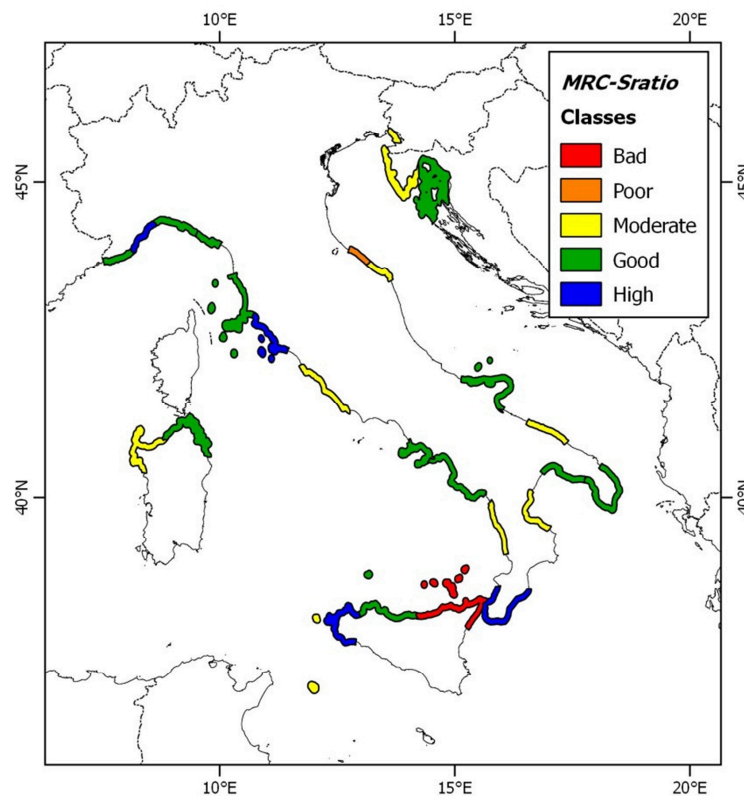 10°E 15°E 20°E
MRC-Sratio
Classes
Bad
Poor
Moderate
Good
High
45°N 45°N
40°N 40°N
10°E 15°E 20°E